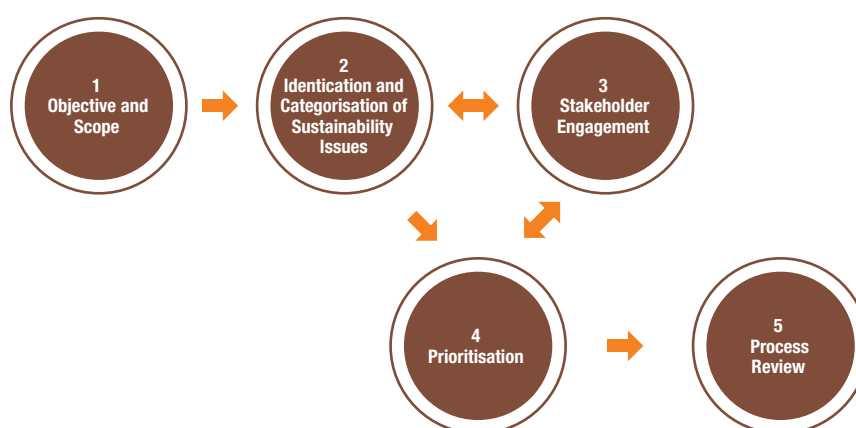 1
Objective and
Scope
2
Identication and
Categorisation of
Sustainability
Issues
3
Stakeholder
Engagement
4
Prioritisation
5
Process
Review